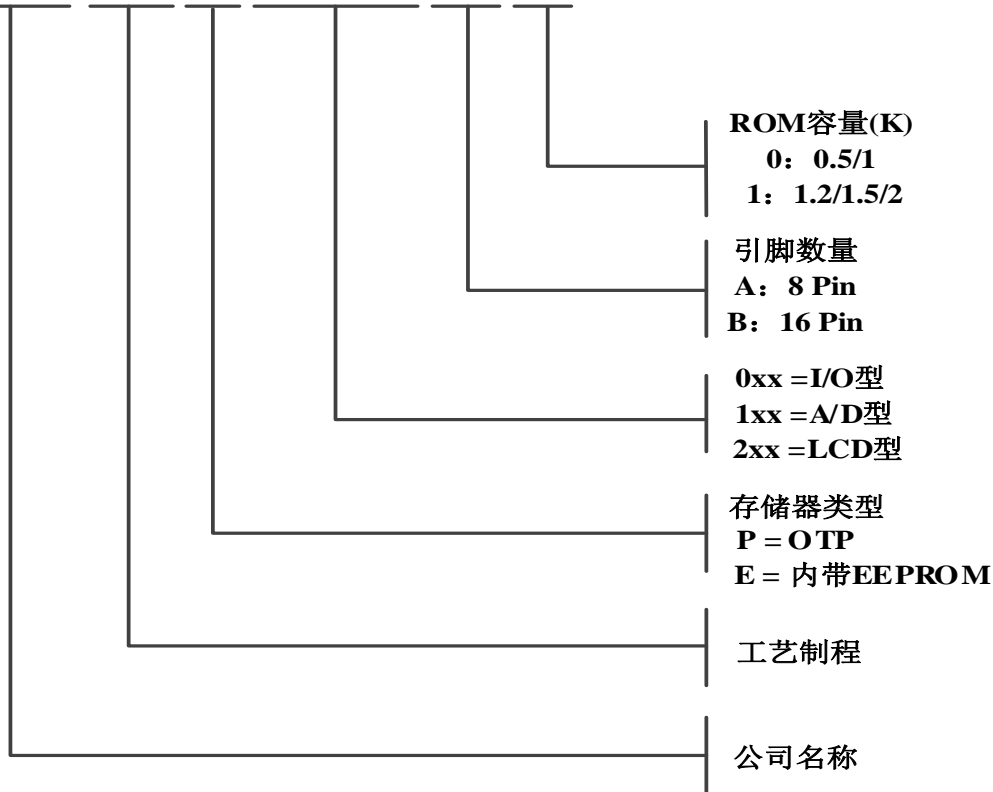 ROM容量(K)
0：0.5/1
1：1.2/1.5/2
引脚数量
A：8 Pin
B：16 Pin
0xx =I/O型
1xx =A/D型
2xx =LCD型
存储器类型
P = OTP
E = 内带EEPROM
工艺制程
公司名称